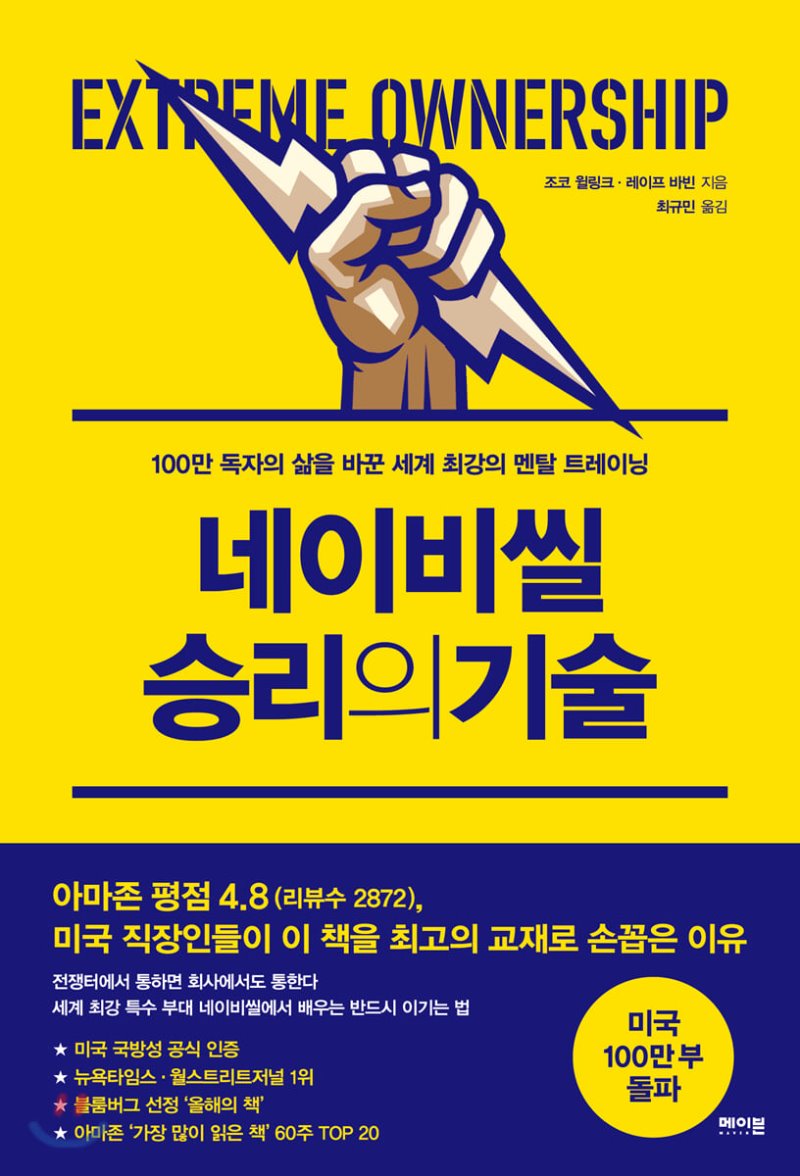 EXTREME OWNERSHIP
조코 윌링크 · 레이프 바빈 지음
최규민 옮김
100만 독자의 삶을 바꾼 세계 최강의 멘탈 트레이닝
네이비씰
승리의 기술
아마존 평점 4.8 (리뷰수 2872),
미국 직장인들이 이 책을 최고의 교재로 손꼽은 이유
전쟁터에서 통하면 회사에서도 통한다
세계 최강 특수 부대 네이비씰에서 배우는 반드시 이기는 법
★ 미국 국방성 공식 인증
★ 뉴욕타임스 · 월스트리트저널 1위
★ 블룸버그 선정 ‘올해의 책’
★ 아마존 ‘가장 많이 읽은 책’ 60주 TOP 20
미국
100만 부
돌파
메이븐
MAVEN